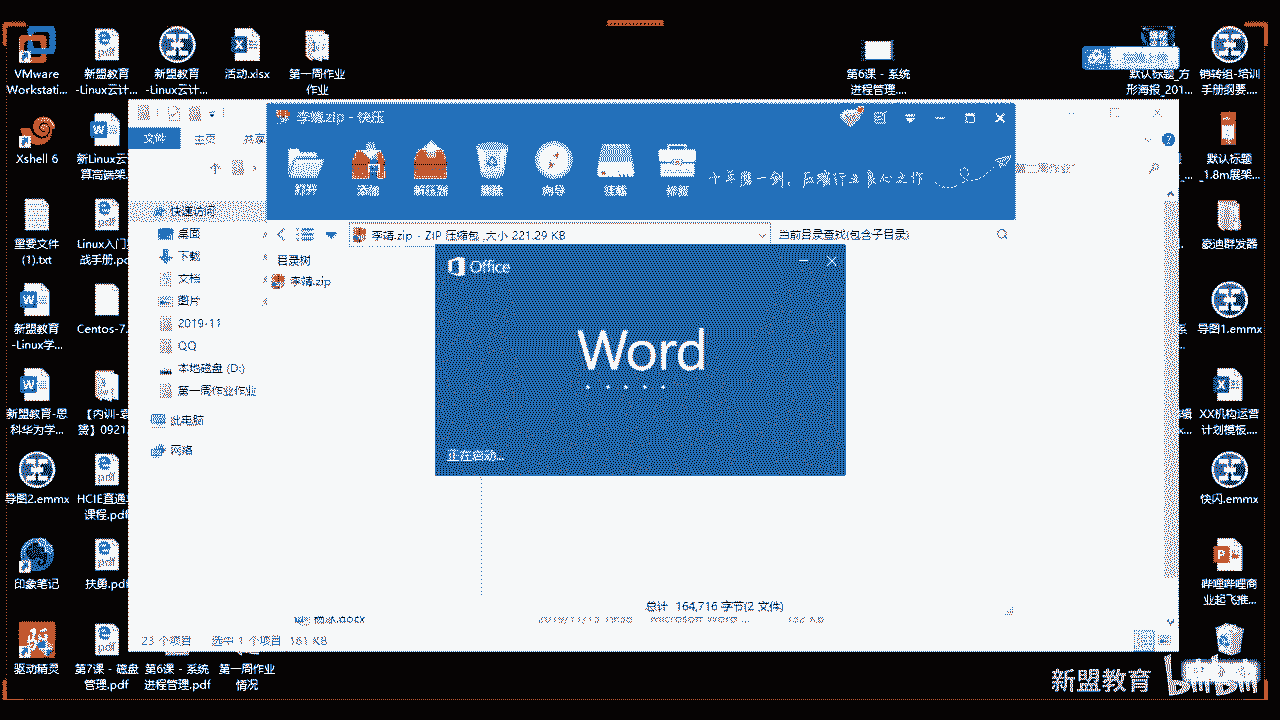 VMware
Workstati...
新盟教育
-Linux云计...
新盟教育
-Linux云计...
活动.xlsx
第一周作业
作业
第6课 - 系统
进程管理....
默认标题_方
形海报_201...
销转组-培训
手册纲要....
李靖.zip - 快压
文件
主页
共享
打开
添加
解压到
删除
向导
挂载
修复
十年磨一剑，压缩行业良心之作
Xshell 6
新Linux云
算高端架
默认标题
_1.8m展架...
快速访问
桌面
下载
文档
图片
2019-11
QQ
本地磁盘 (D:)
第一周作业作业
此电脑
网络
李靖.zip - ZIP 压缩包 ,大小 221.29 KB
当前目录查找(包含子目录)
目录树
李靖.zip
Office
Word
正在启动...
重要文件
(1).txt
Linux入门
战手册.pd
豪迪群发器
新盟教育
-Linux学...
Centos-7.
导图1.emmx
新盟教育-思
科华为学...
【内训-袁
赟】0921
XX机构运营
计划模板....
导图2.emmx
HCIE直通
课程.pdf
快闪.emmx
印象笔记
扶勇.pdf
哔哩哔哩商
业起飞推...
总计 164,716 字节(2 文件)
23 个项目
选中 1 个项目 161 KB
驱动精灵
第7课 - 磁盘
管理.pdf
第6课 - 系统
进程管理.pdf
第一周作业
情况
新盟教育
bilibili